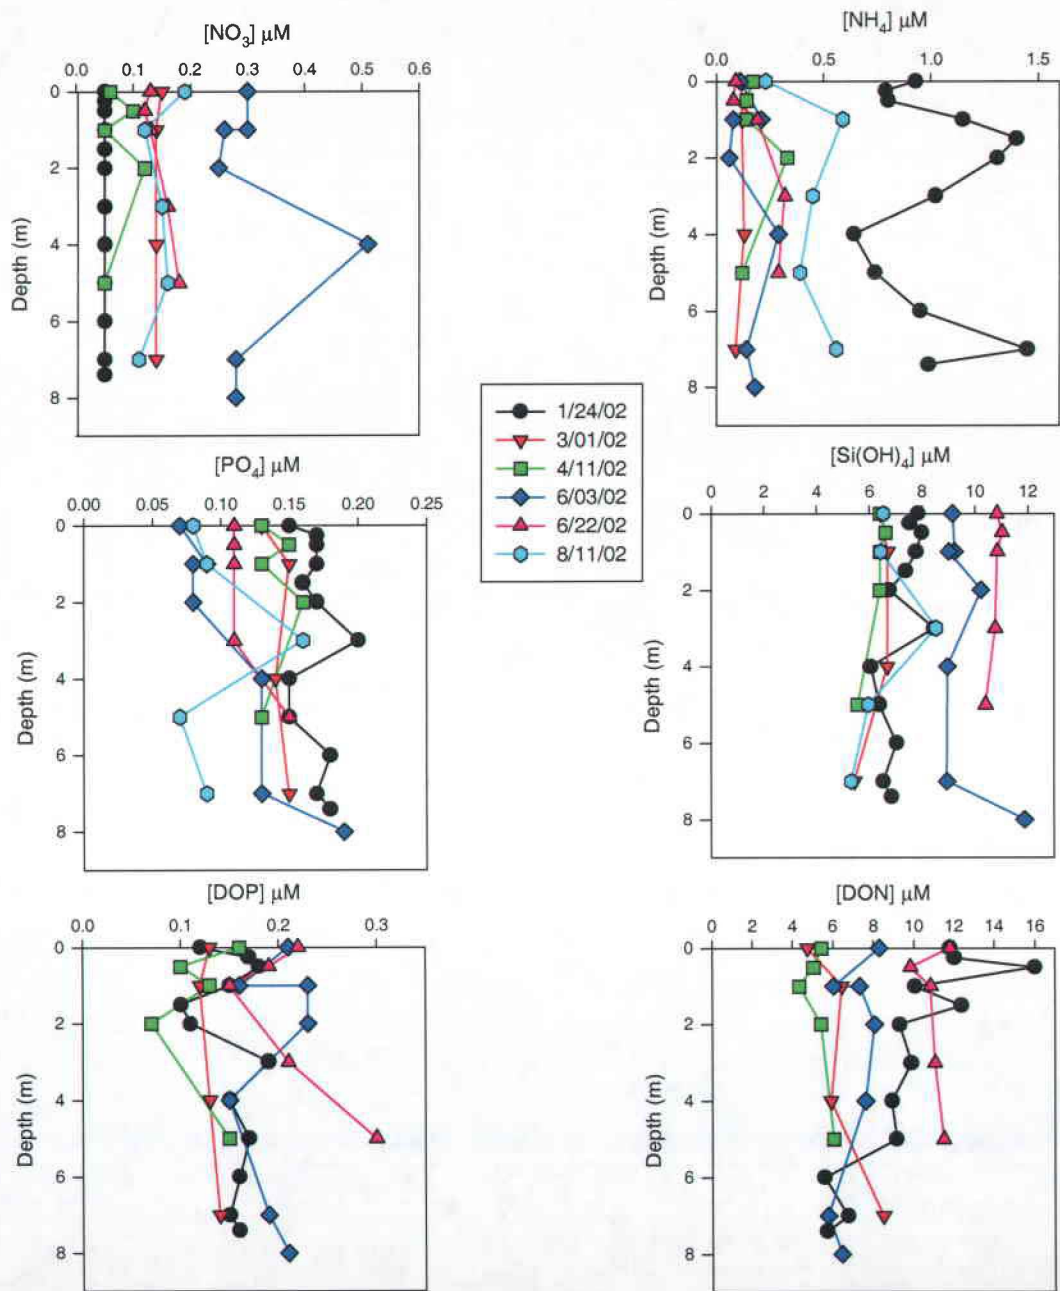 [NO3] μM
0.0 0.1 0.2 0.3 0.4 0.5 0.6
0
2
4
6
8
Depth (m)
[NH4] μM
0.0 0.5 1.0 1.5
0
2
4
6
8
Depth (m)
1/24/02
3/01/02
4/11/02
6/03/02
6/22/02
8/11/02
[PO4] μM
0.00 0.05 0.10 0.15 0.20 0.25
0
2
4
6
8
Depth (m)
[Si(OH)4] μM
0 2 4 6 8 10 12
0
2
4
6
8
Depth (m)
[DOP] μM
0.0 0.1 0.2 0.3
0
2
4
6
8
Depth (m)
[DON] μM
0 2 4 6 8 10 12 14 16
0
2
4
6
8
Depth (m)